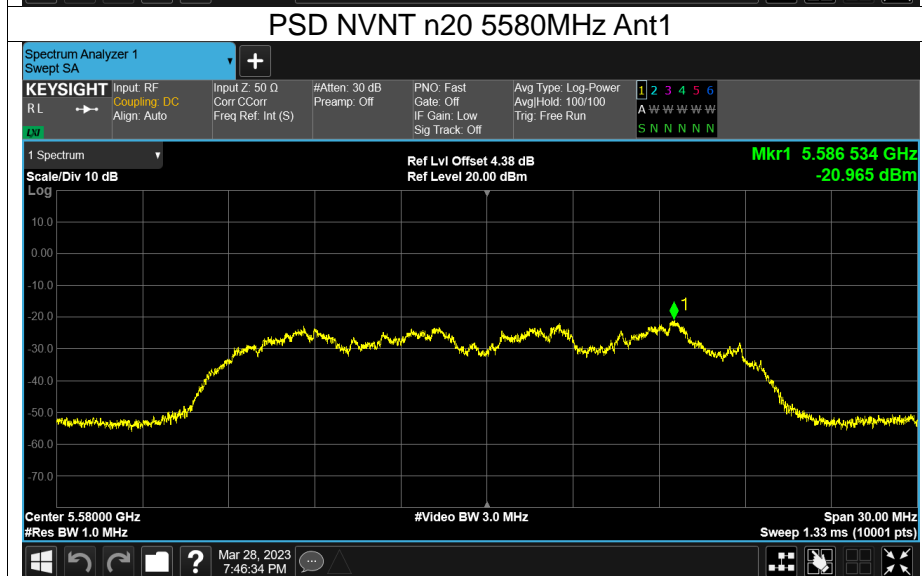 PSD NVNT n20 5580MHz Ant1
Spectrum Analyzer 1
Swept SA
+
KEYSIGHT
R L
LXI
Input: RF
Coupling: DC
Align: Auto
Input Z: 50 Ω
Corr CCorr
Freq Ref: Int (S)
#Atten: 30 dB
Preamp: Off
PNO: Fast
Gate: Off
IF Gain: Low
Sig Track: Off
Avg Type: Log-Power
Avg|Hold: 100/100
Trig: Free Run
1 2 3 4 5 6
A W W W W W
S N N N N N
1 Spectrum
Scale/Div 10 dB
Log
Ref Lvl Offset 4.38 dB
Ref Level 20.00 dBm
Mkr1 5.586 534 GHz
-20.965 dBm
10.0
0.00
-10.0
-20.0
-30.0
-40.0
-50.0
-60.0
-70.0
1
Center 5.58000 GHz
#Res BW 1.0 MHz
#Video BW 3.0 MHz
Span 30.00 MHz
Sweep 1.33 ms (10001 pts)
?
Mar 28, 2023
7:46:34 PM